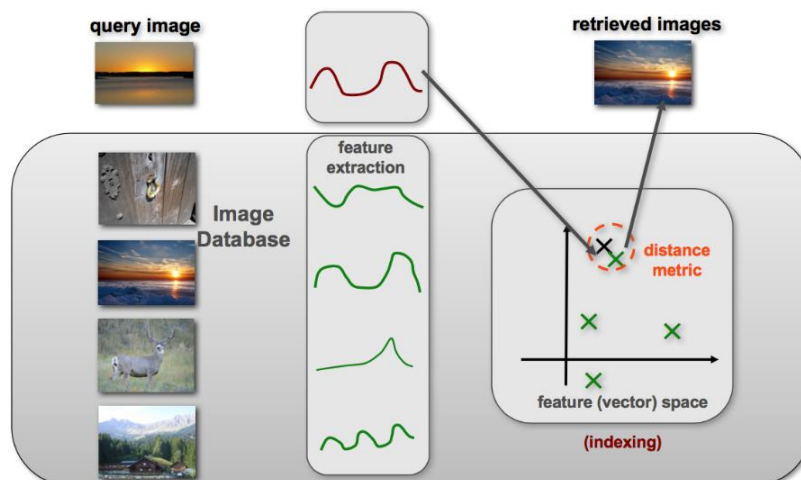 query image
retrieved images
feature
extraction
Image
Database
distance
metric
feature (vector) space
(indexing)